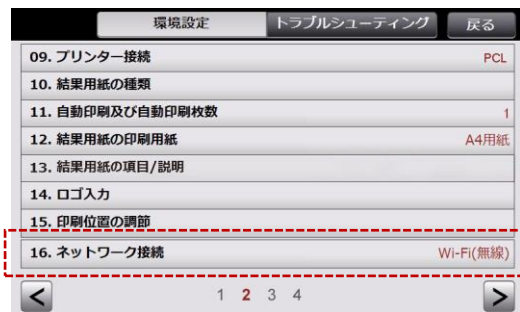 環境設定 トラブルシューティング 戻る
09. プリンター接続 PCL
10. 結果用紙の種類
11. 自動印刷及び自動印刷枚数 1
12. 結果用紙の印刷用紙 A4用紙
13. 結果用紙の項目/説明
14. ロゴ入力
15. 印刷位置の調節
16. ネットワーク接続 Wi-Fi(無線)
< 1 2 3 4 >